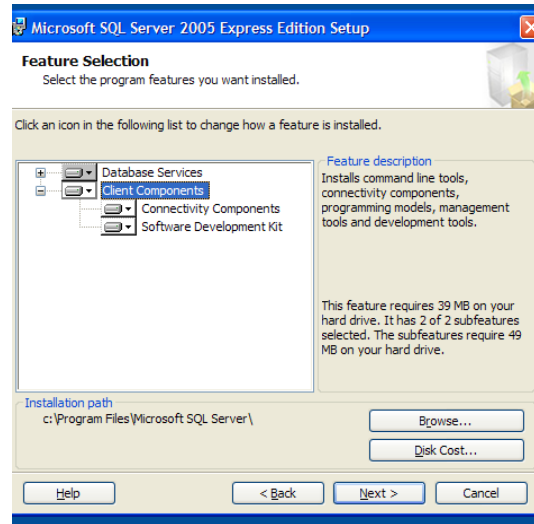 Microsoft SQL Server 2005 Express Edition Setup
Feature Selection
Select the program features you want installed.
Click an icon in the following list to change how a feature is installed.
Database Services
Client Components
Connectivity Components
Software Development Kit
Feature description
Installs command line tools,
connectivity components,
programming models, management
tools and development tools.
This feature requires 39 MB on your
hard drive. It has 2 of 2 subfeatures
selected. The subfeatures require 49
MB on your hard drive.
Installation path
c:\Program Files\Microsoft SQL Server\
Browse...
Disk Cost...
Help
< Back
Next >
Cancel